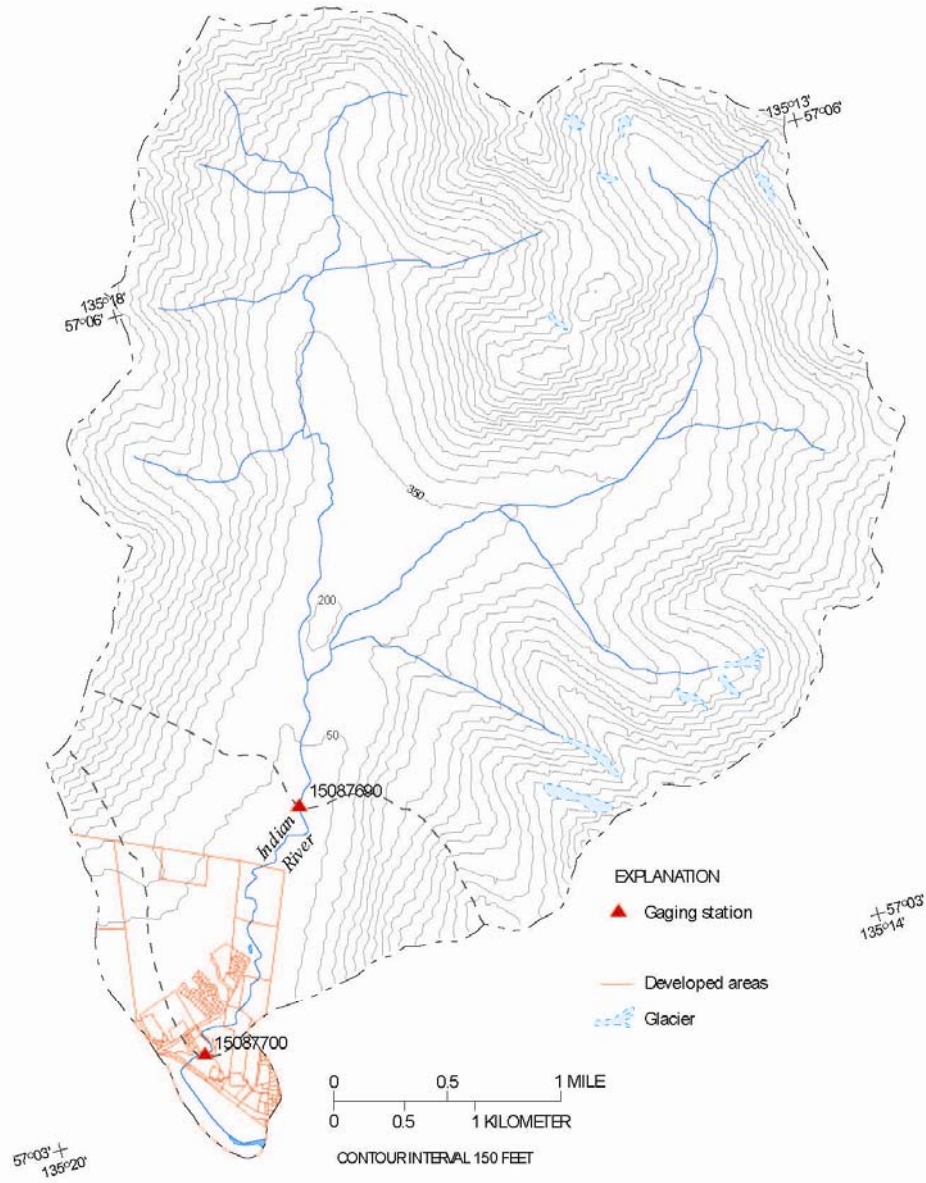 135°13'
57°06'
135°18'
57°06'
350
200
50
15087690
Indian
River
EXPLANATION
Gaging station
57°03'
135°14'
Developed areas
Glacier
15087700
0 0.5 1 MILE
0 0.5 1 KILOMETER
CONTOUR INTERVAL 150 FEET
57°03'
135°20'